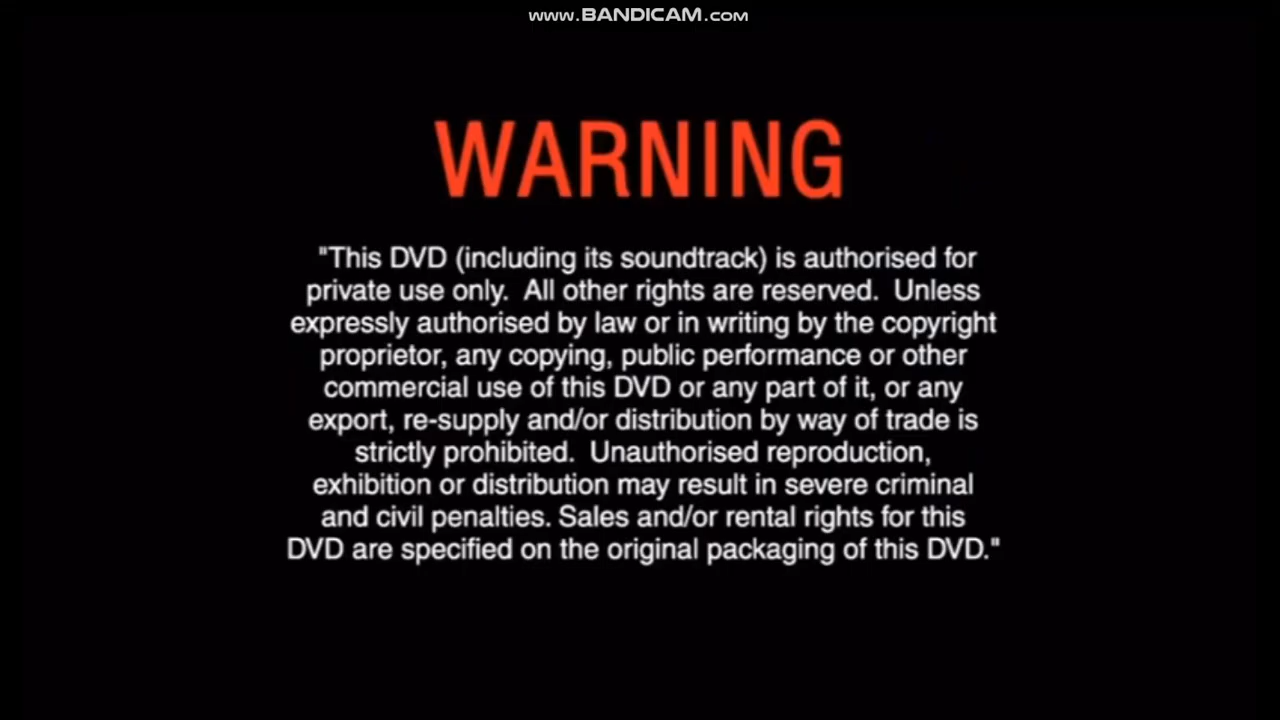 www.BANDICAM.com
WARNING
"This DVD (including its soundtrack) is authorised for
private use only.  All other rights are reserved.  Unless
expressly authorised by law or in writing by the copyright
proprietor, any copying, public performance or other
commercial use of this DVD or any part of it, or any
export, re-supply and/or distribution by way of trade is
strictly prohibited.  Unauthorised reproduction,
exhibition or distribution may result in severe criminal
and civil penalties. Sales and/or rental rights for this
DVD are specified on the original packaging of this DVD."